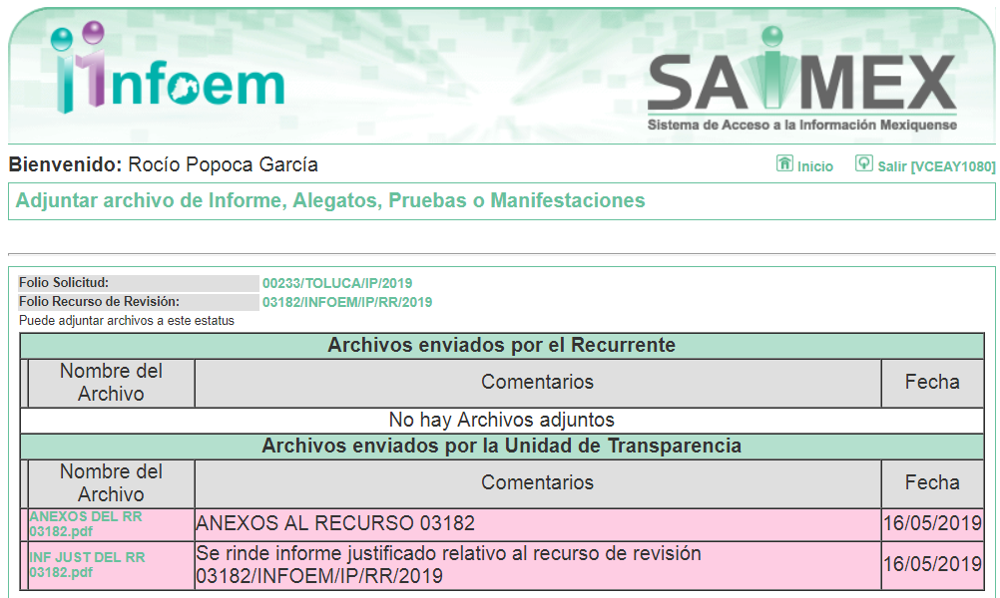 infoem
SAIMEX
Sistema de Acceso a la Información Mexiquense
Bienvenido: Rocío Popoca García
Inicio Salir [VCEAY1080]
Adjuntar archivo de Informe, Alegatos, Pruebas o Manifestaciones
Folio Solicitud: 00233/TOLUCA/IP/2019
Folio Recurso de Revisión: 03182/INFOEM/IP/RR/2019
Puede adjuntar archivos a este estatus
Archivos enviados por el Recurrente
Nombre del
Archivo
Comentarios
Fecha
No hay Archivos adjuntos
Archivos enviados por la Unidad de Transparencia
Nombre del
Archivo
Comentarios
Fecha
ANEXOS DEL RR
03182.pdf
ANEXOS AL RECURSO 03182
16/05/2019
INF JUST DEL RR
03182.pdf
Se rinde informe justificado relativo al recurso de revisión
03182/INFOEM/IP/RR/2019
16/05/2019